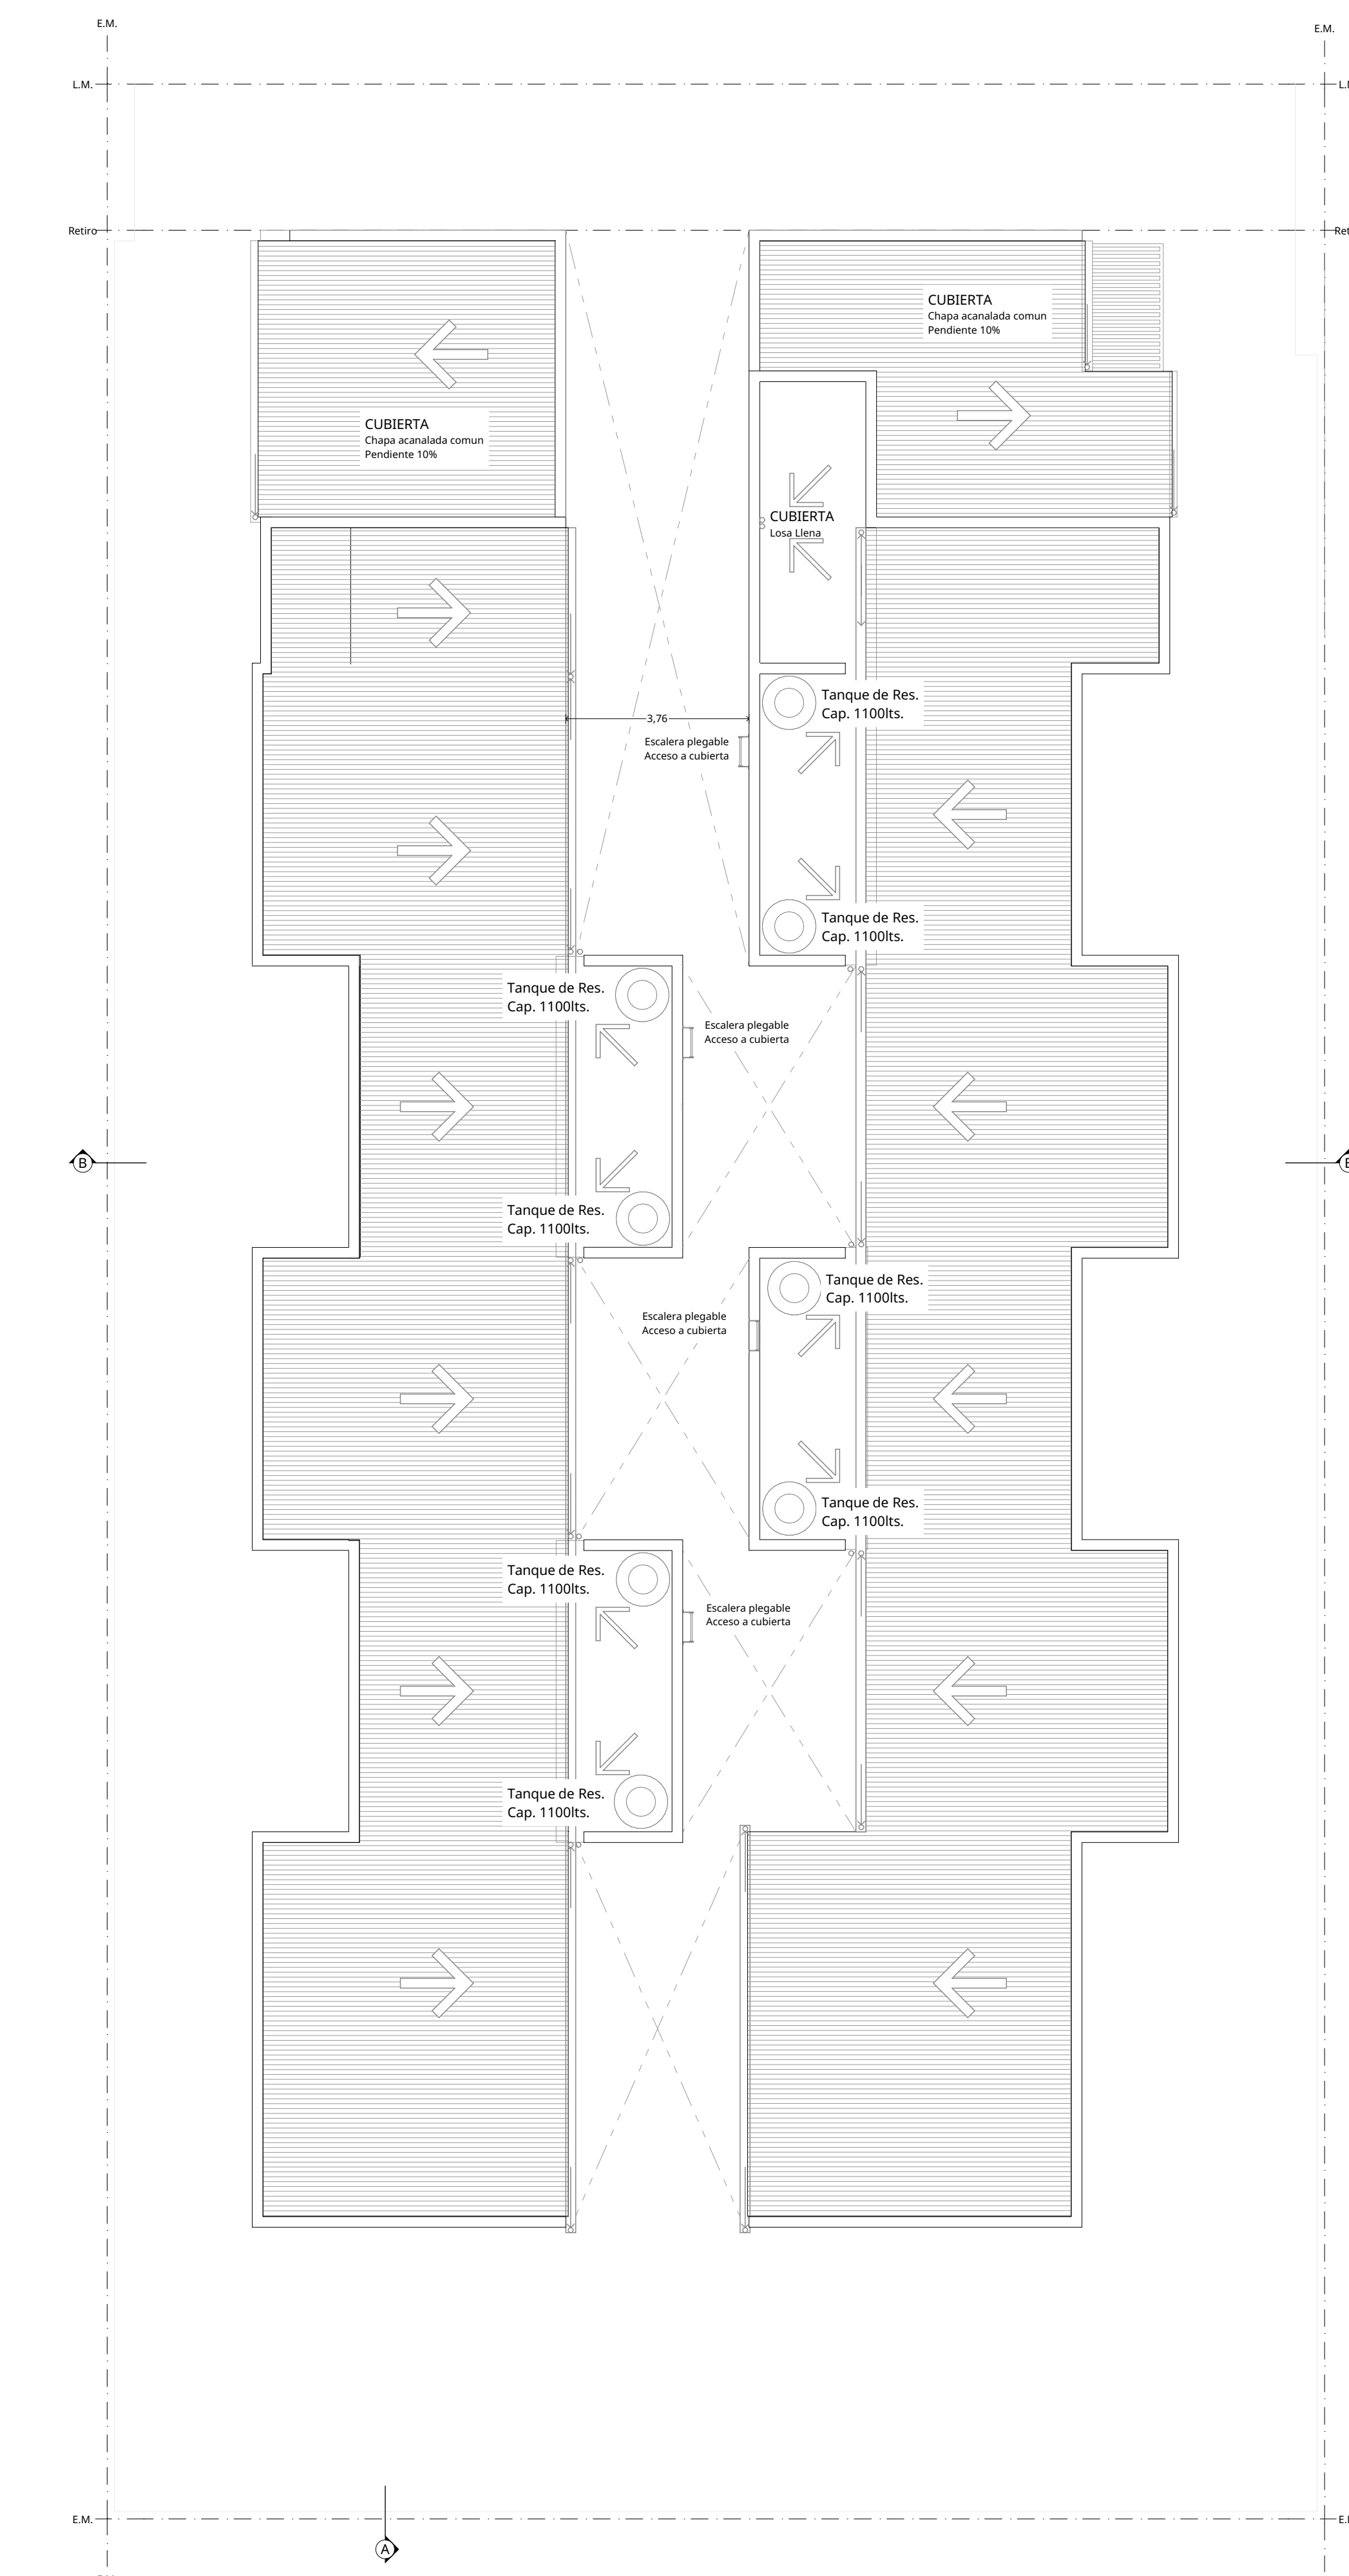 E.M.
E.M.
L.M.
Retiro
CUBIERTA
Chapa acanalada comun
Pendiente 10%
CUBIERTA
Chapa acanalada comun
Pendiente 10%
CUBIERTA
Losa Llena
Tanque de Res.
Cap. 1100lts.
3,76
Escalera plegable
Acceso a cubierta
Tanque de Res.
Cap. 1100lts.
Tanque de Res.
Cap. 1100lts.
Escalera plegable
Acceso a cubierta
B
Tanque de Res.
Cap. 1100lts.
Tanque de Res.
Cap. 1100lts.
Escalera plegable
Acceso a cubierta
Tanque de Res.
Cap. 1100lts.
Tanque de Res.
Cap. 1100lts.
Escalera plegable
Acceso a cubierta
Tanque de Res.
Cap. 1100lts.
E.M.
A